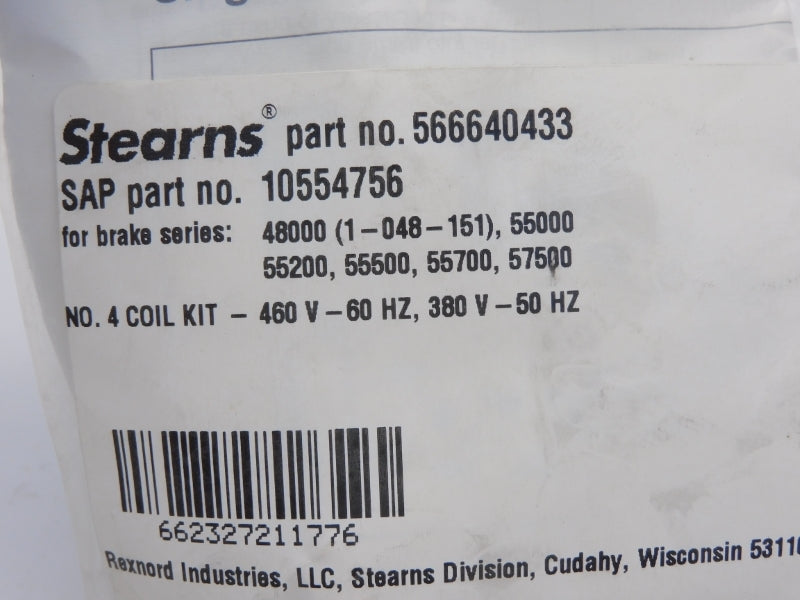 Stearns® part no. 566640433
SAP part no. 10554756
for brake series: 48000 (1-048-151), 55000
55200, 55500, 55700, 57500
NO. 4 COIL KIT - 460 V-60 HZ, 380 V-50 HZ
662327211776
Rexnord Industries, LLC, Stearns Division, Cudahy, Wisconsin 53110